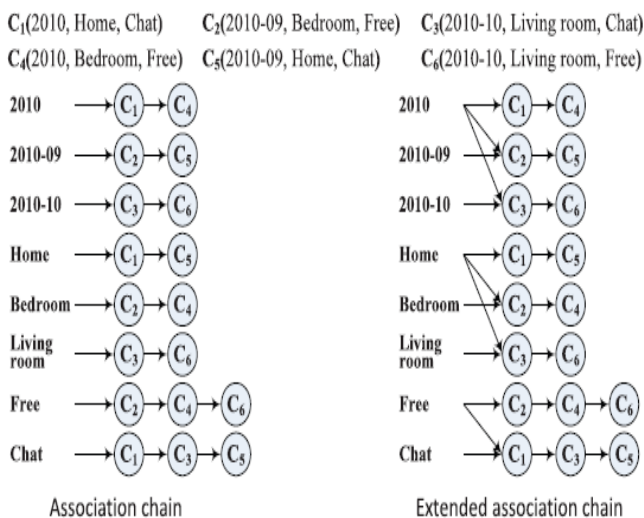 C₁(2010, Home, Chat) C₂(2010-09, Bedroom, Free) C₃(2010-10, Living room, Chat)
C₄(2010, Bedroom, Free) C₅(2010-09, Home, Chat) C₆(2010-10, Living room, Free)
2010 C₁ C₄
2010-09 C₂ C₅
2010-10 C₃ C₆
Home C₁ C₅
Bedroom C₂ C₄
Living
room C₃ C₆
Free C₂ C₄ C₆
Chat C₁ C₃ C₅
Association chain
2010 C₁ C₄
2010-09 C₂ C₅
2010-10 C₃ C₆
Home C₁ C₅
Bedroom C₂ C₄
Living
room C₃ C₆
Free C₂ C₄ C₆
Chat C₁ C₃ C₅
Extended association chain